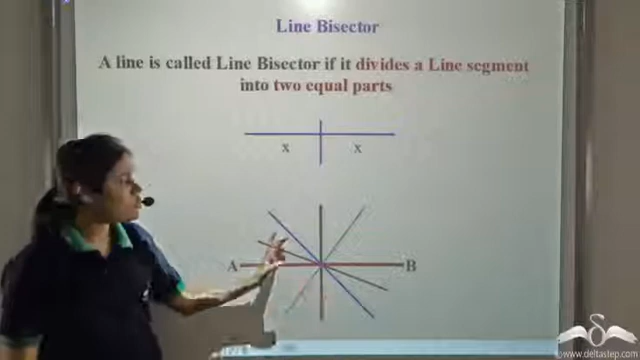 Line Bisector
A line is called Line Bisector if it divides a Line segment
into two equal parts
x x
A B
www.deltastep.com